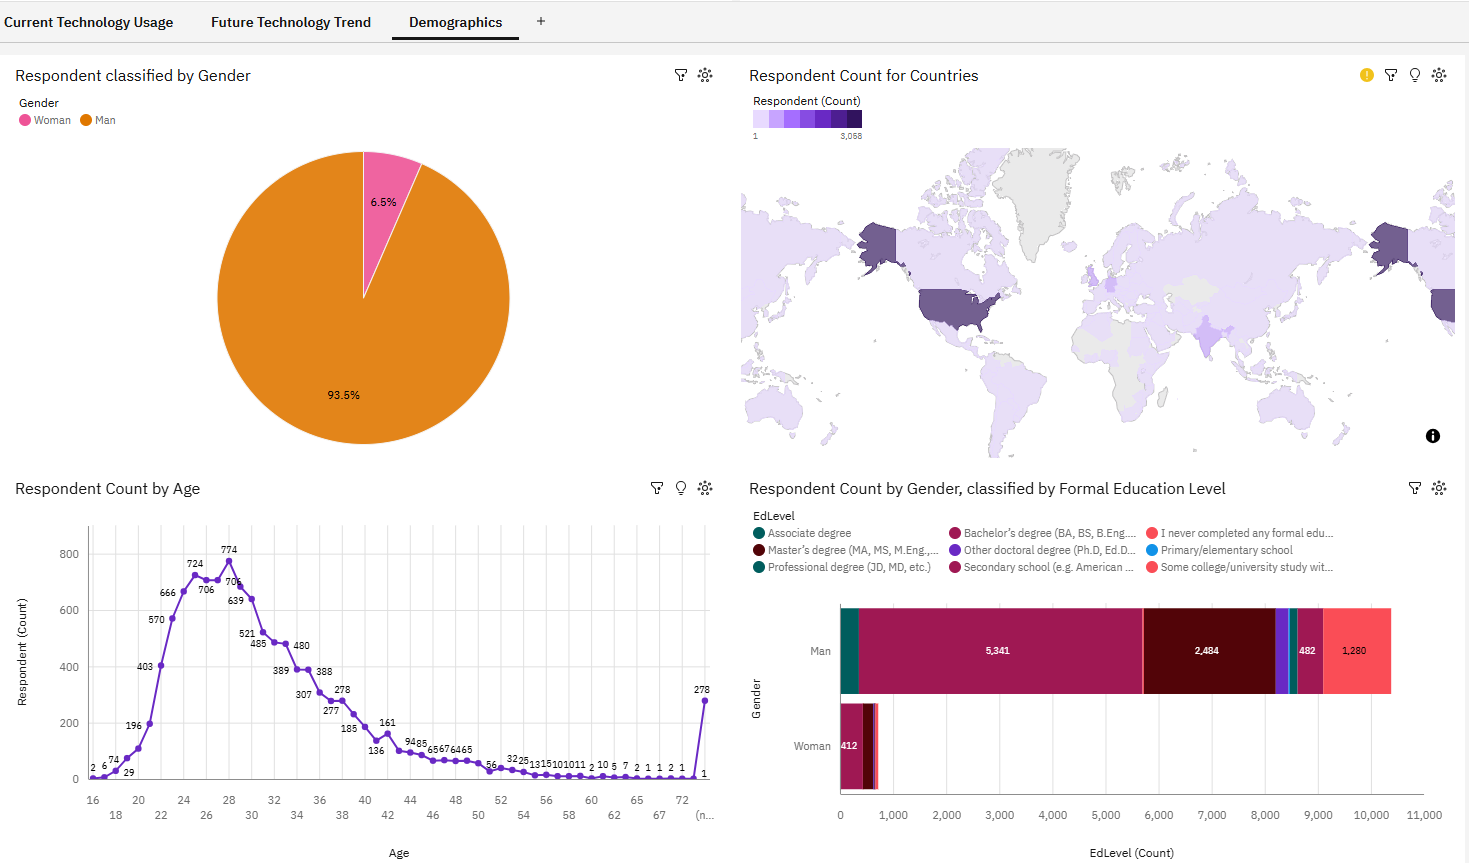 Current Technology Usage Future Technology Trend Demographics +
Respondent classified by Gender
Gender
Woman Man
6.5%
93.5%
Respondent Count for Countries
Respondent (Count)
1 3,058
Respondent Count by Age
Respondent (Count)
800
600
400
200
0
2 6 74 29 196 403 570 666 724 706 774 706 639 521 485 480 389 388 307 277 278 185 136 161 94 85 65 67 64 65 56 32 25 13 15 10 10 11 2 10 5 7 2 1 1 2 1 278 1
16 20 24 28 32 36 40 44 48 52 56 60 65 72
18 22 26 30 34 38 42 46 50 54 58 62 67 (n...
Age
Respondent Count by Gender, classified by Formal Education Level
EdLevel
Associate degree Bachelor’s degree (BA, BS, B.Eng.... I never completed any formal edu...
Master’s degree (MA, MS, M.Eng.,... Other doctoral degree (Ph.D, Ed.D... Primary/elementary school
Professional degree (JD, MD, etc.) Secondary school (e.g. American ... Some college/university study wit...
Gender
Man 5,341 2,484 482 1,280
Woman 412
0 1,000 2,000 3,000 4,000 5,000 6,000 7,000 8,000 9,000 10,000 11,000
EdLevel (Count)